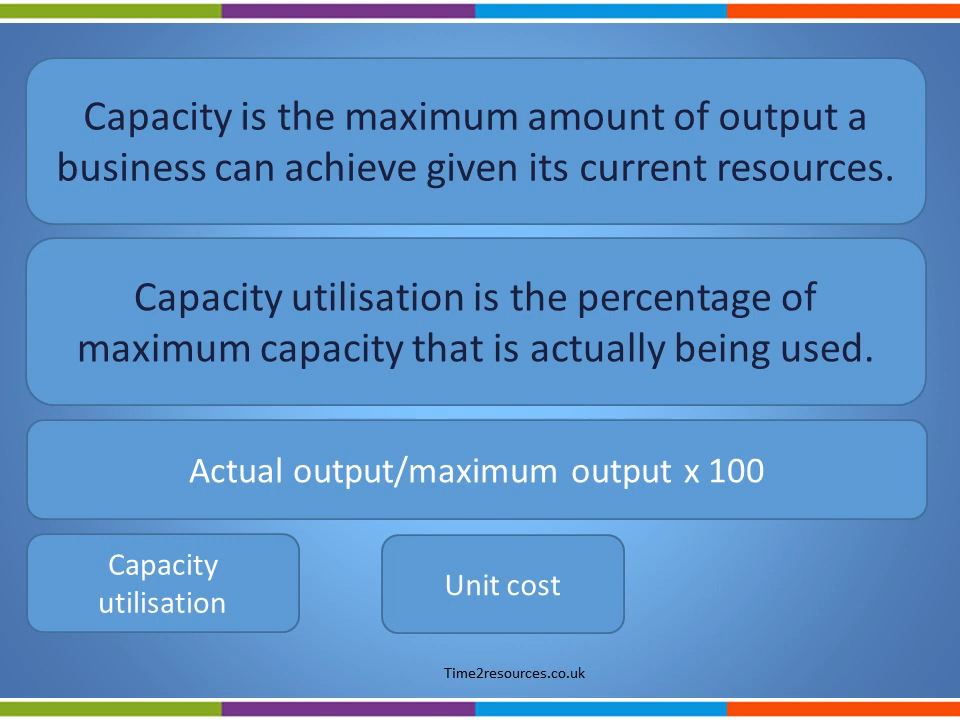 Capacity is the maximum amount of output a
business can achieve given its current resources.
Capacity utilisation is the percentage of
maximum capacity that is actually being used.
Actual output/maximum output x 100
Capacity
utilisation
Unit cost
Time2resources.co.uk